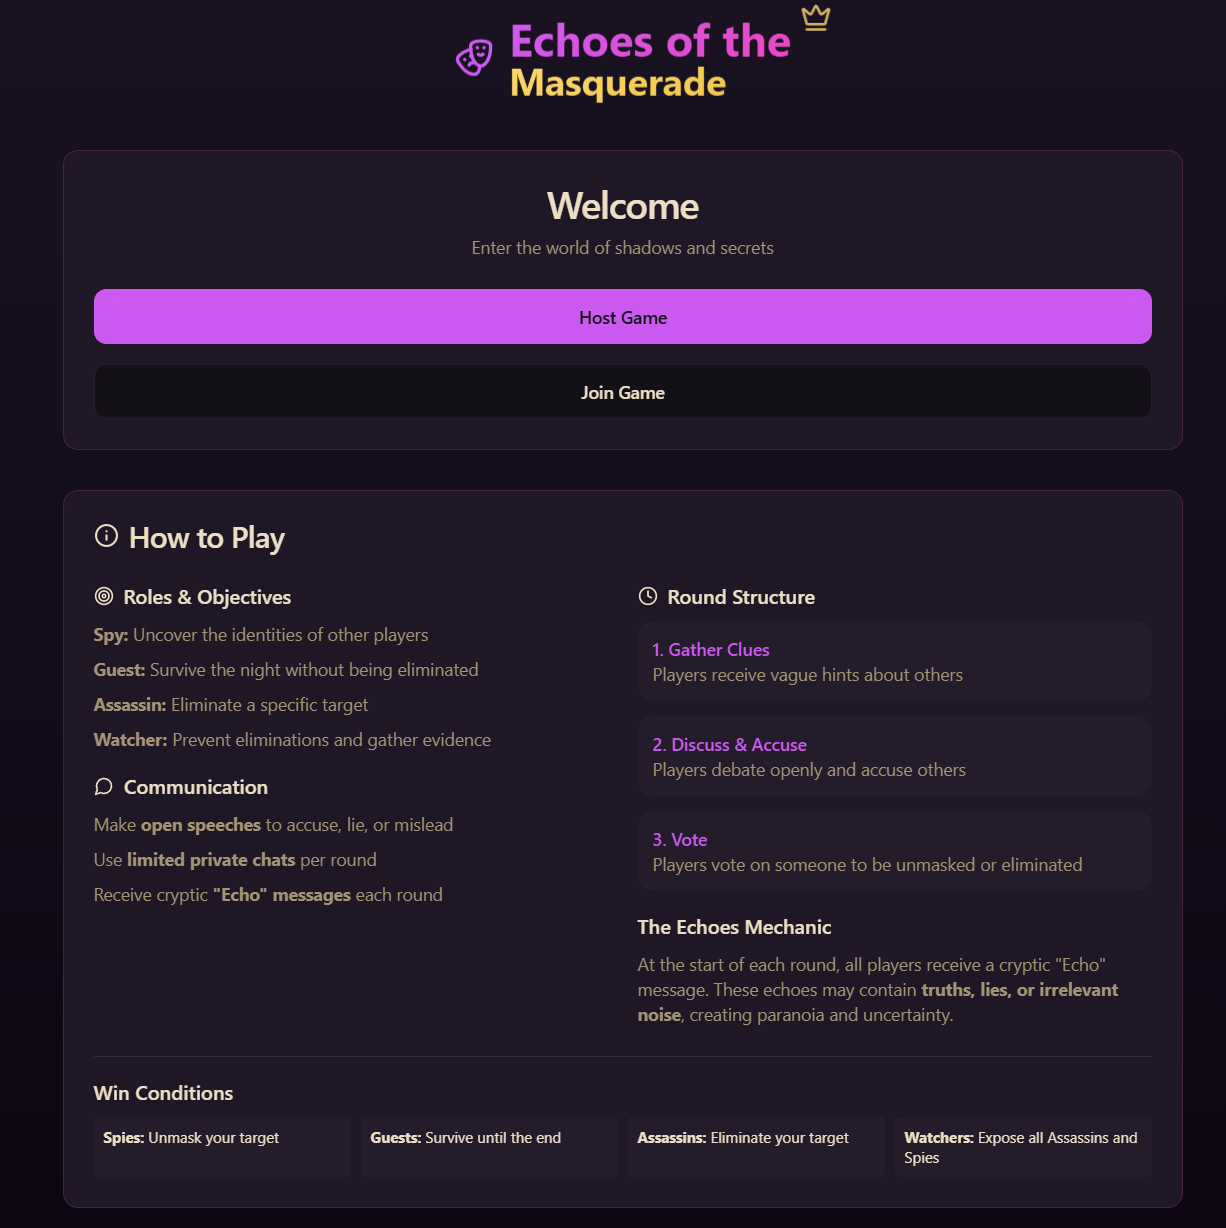 Echoes of the
Masquerade
Welcome
Enter the world of shadows and secrets
Host Game
Join Game
How to Play
Roles & Objectives
Spy: Uncover the identities of other players
Guest: Survive the night without being eliminated
Assassin: Eliminate a specific target
Watcher: Prevent eliminations and gather evidence
Communication
Make open speeches to accuse, lie, or mislead
Use limited private chats per round
Receive cryptic "Echo" messages each round
Round Structure
1. Gather Clues
Players receive vague hints about others
2. Discuss & Accuse
Players debate openly and accuse others
3. Vote
Players vote on someone to be unmasked or eliminated
The Echoes Mechanic
At the start of each round, all players receive a cryptic "Echo"
message. These echoes may contain truths, lies, or irrelevant
noise, creating paranoia and uncertainty.
Win Conditions
Spies: Unmask your target
Guests: Survive until the end
Assassins: Eliminate your target
Watchers: Expose all Assassins and
Spies